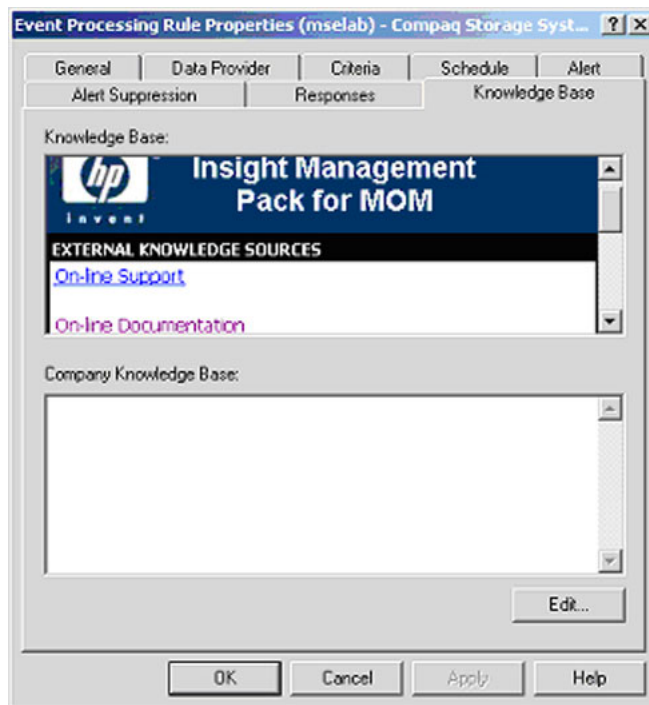 Event Processing Rule Properties (mselab) - Compaq Storage Syst...
General Data Provider Criteria Schedule Alert
Alert Suppression Responses Knowledge Base
Knowledge Base:
hp
invent
Insight Management
Pack for MOM
EXTERNAL KNOWLEDGE SOURCES
On-line Support
On-line Documentation
Company Knowledge Base:
Edit...
OK Cancel Apply Help